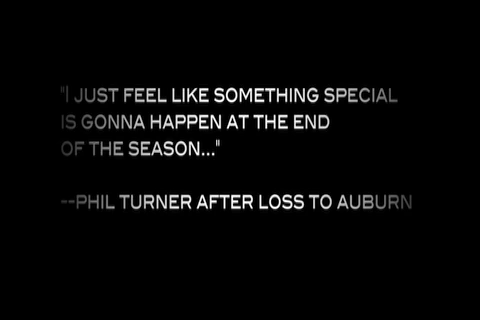 "I JUST FEEL LIKE SOMETHING SPECIAL
IS GONNA HAPPEN AT THE END
OF THE SEASON..."
--PHIL TURNER AFTER LOSS TO AUBURN